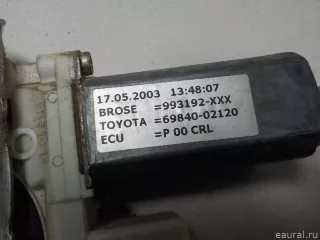 17.05.2003 13:48:07
BROSE =993192-XXX
TOYOTA =69840-02120
ECU =P 00 CRL
eaural.ru